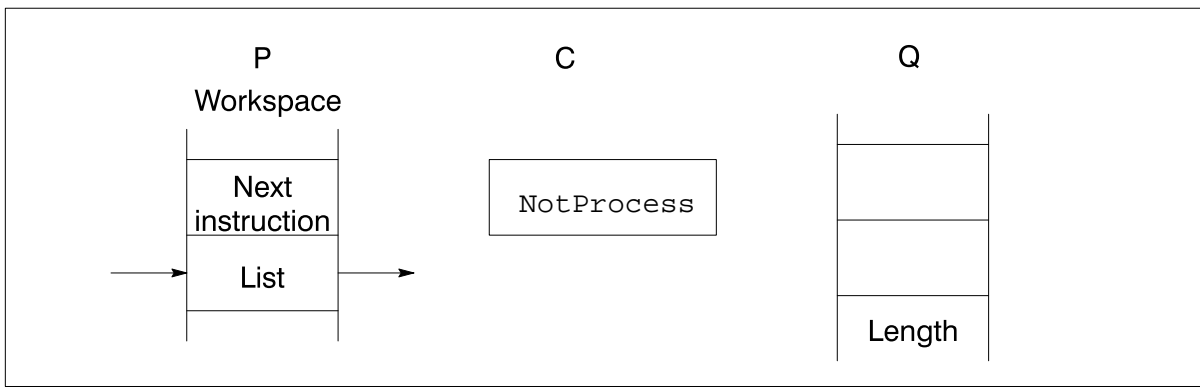 P
C
Q
Workspace
Next
instruction
NotProcess
List
Length